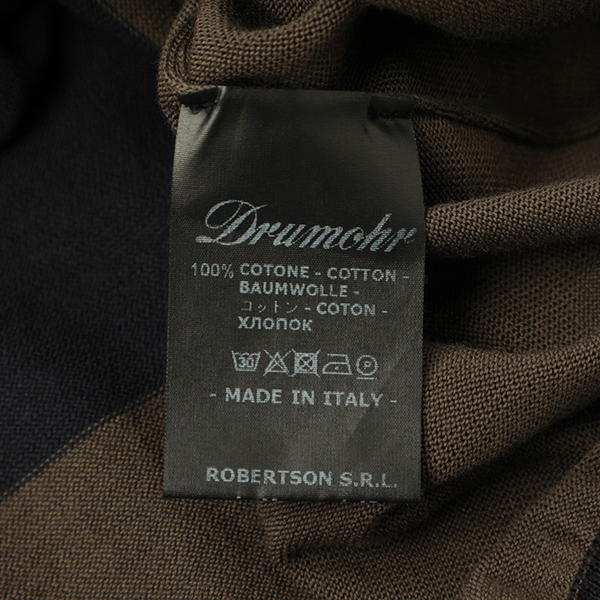 Drumohr
100% COTONE - COTTON -
BAUMWOLLE -
コットン - COTON -
ХЛОПОК
30 P
- MADE IN ITALY -
ROBERTSON S.R.L.